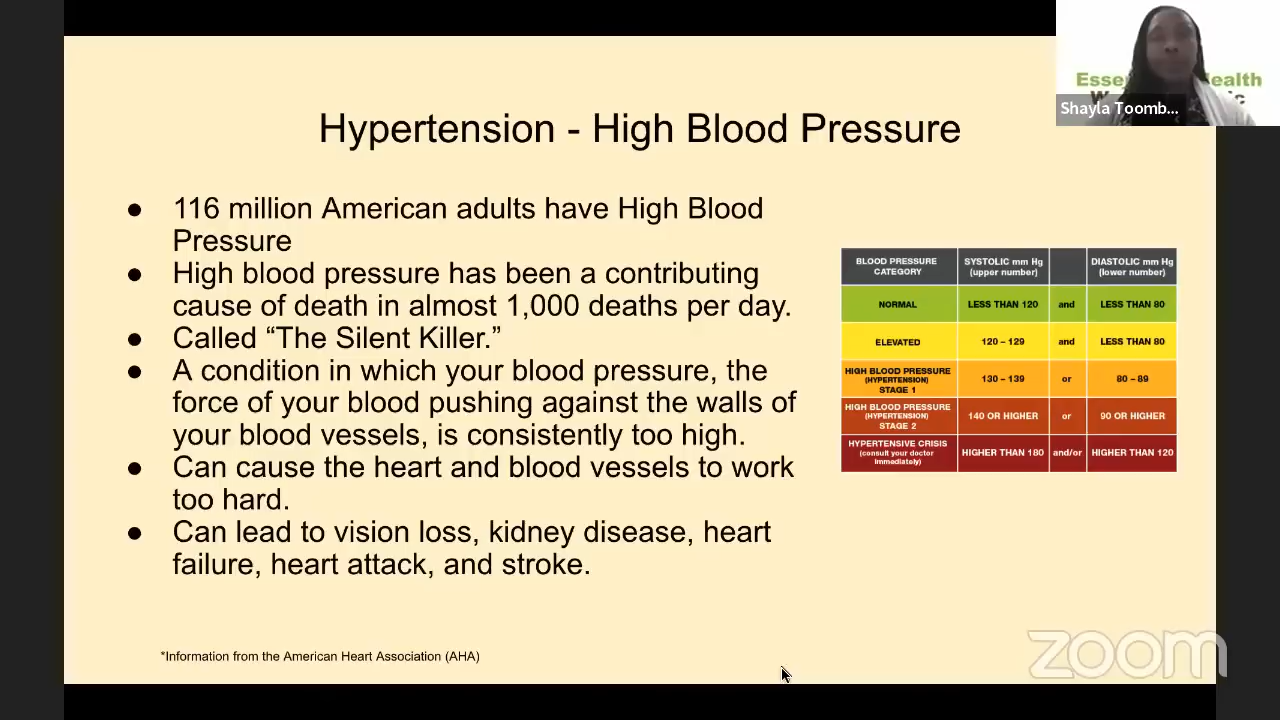 Hypertension - High Blood Pressure
● 116 million American adults have High Blood
Pressure
● High blood pressure has been a contributing
cause of death in almost 1,000 deaths per day.
● Called “The Silent Killer.”
● A condition in which your blood pressure, the
force of your blood pushing against the walls of
your blood vessels, is consistently too high.
● Can cause the heart and blood vessels to work
too hard.
● Can lead to vision loss, kidney disease, heart
failure, heart attack, and stroke.
*Information from the American Heart Association (AHA)
BLOOD PRESSURE CATEGORY SYSTOLIC mm Hg (upper number) DIASTOLIC mm Hg (lower number)
NORMAL LESS THAN 120 and LESS THAN 80
ELEVATED 120 – 129 and LESS THAN 80
HIGH BLOOD PRESSURE (HYPERTENSION) STAGE 1 130 – 139 or 80 – 89
HIGH BLOOD PRESSURE (HYPERTENSION) STAGE 2 140 OR HIGHER or 90 OR HIGHER
HYPERTENSIVE CRISIS (consult your doctor immediately) HIGHER THAN 180 and/or HIGHER THAN 120
Shayla Toomb...
zoom